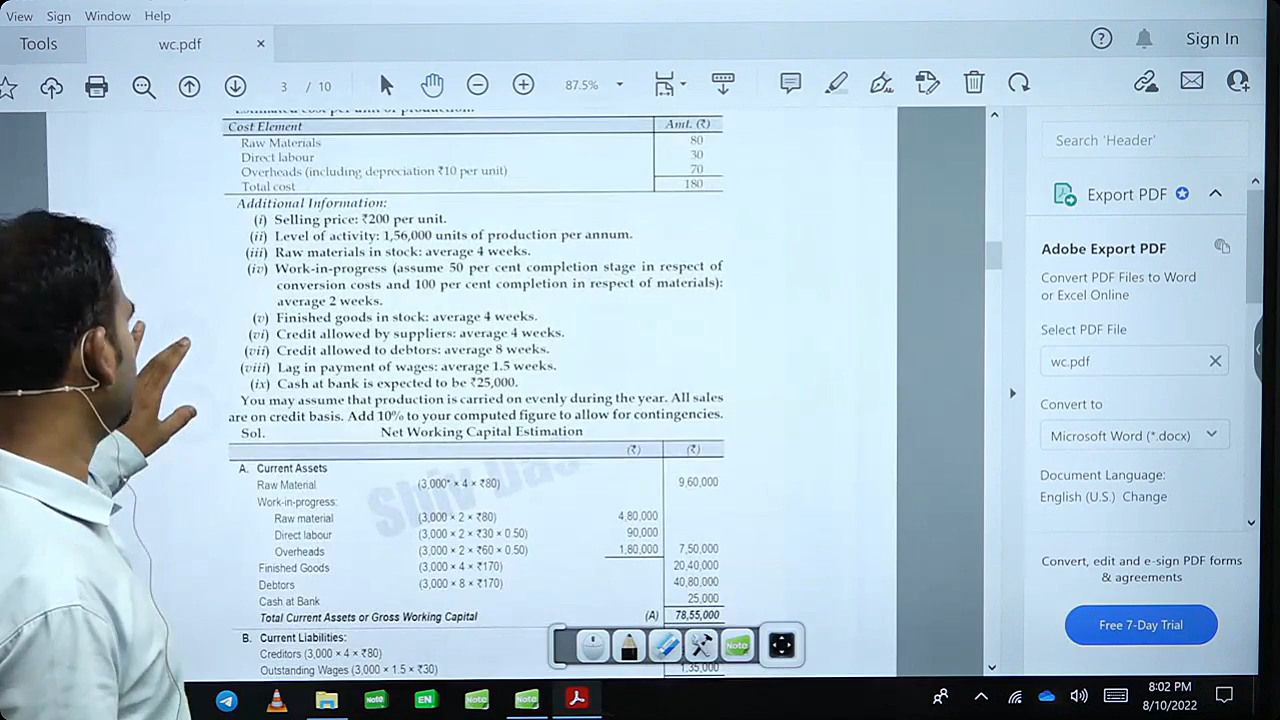 View Sign Window Help
Tools wc.pdf ×
3 / 10 87.5%
Sign In
Estimated cost per unit of production:
Cost Element Amt. (₹)
Raw Materials 80
Direct labour 30
Overheads (including depreciation ₹10 per unit) 70
Total cost 180
Additional Information:
(i) Selling price: ₹200 per unit.
(ii) Level of activity: 1,56,000 units of production per annum.
(iii) Raw materials in stock: average 4 weeks.
(iv) Work-in-progress (assume 50 per cent completion stage in respect of
conversion costs and 100 per cent completion in respect of materials):
average 2 weeks.
(v) Finished goods in stock: average 4 weeks.
(vi) Credit allowed by suppliers: average 4 weeks.
(vii) Credit allowed to debtors: average 8 weeks.
(viii) Lag in payment of wages: average 1.5 weeks.
(ix) Cash at bank is expected to be ₹25,000.
You may assume that production is carried on evenly during the year. All sales
are on credit basis. Add 10% to your computed figure to allow for contingencies.
Sol. Net Working Capital Estimation
(₹) (₹)
A. Current Assets
Raw Material (3,000* × 4 × ₹80) 9,60,000
Work-in-progress:
Raw material (3,000 × 2 × ₹80) 4,80,000
Direct labour (3,000 × 2 × ₹30 × 0.50) 90,000
Overheads (3,000 × 2 × ₹60 × 0.50) 1,80,000 7,50,000
Finished Goods (3,000 × 4 × ₹170) 20,40,000
Debtors (3,000 × 8 × ₹170) 40,80,000
Cash at Bank 25,000
Total Current Assets or Gross Working Capital (A) 78,55,000
B. Current Liabilities:
Creditors (3,000 × 4 × ₹80)
Outstanding Wages (3,000 × 1.5 × ₹30) 1,35,000
Shiv Das
Search 'Header'
Export PDF
Adobe Export PDF
Convert PDF Files to Word
or Excel Online
Select PDF File
wc.pdf
Convert to
Microsoft Word (*.docx)
Document Language:
English (U.S.) Change
Convert, edit and e-sign PDF forms
& agreements
Free 7-Day Trial
Note
Note EN Note Note
8:02 PM
8/10/2022